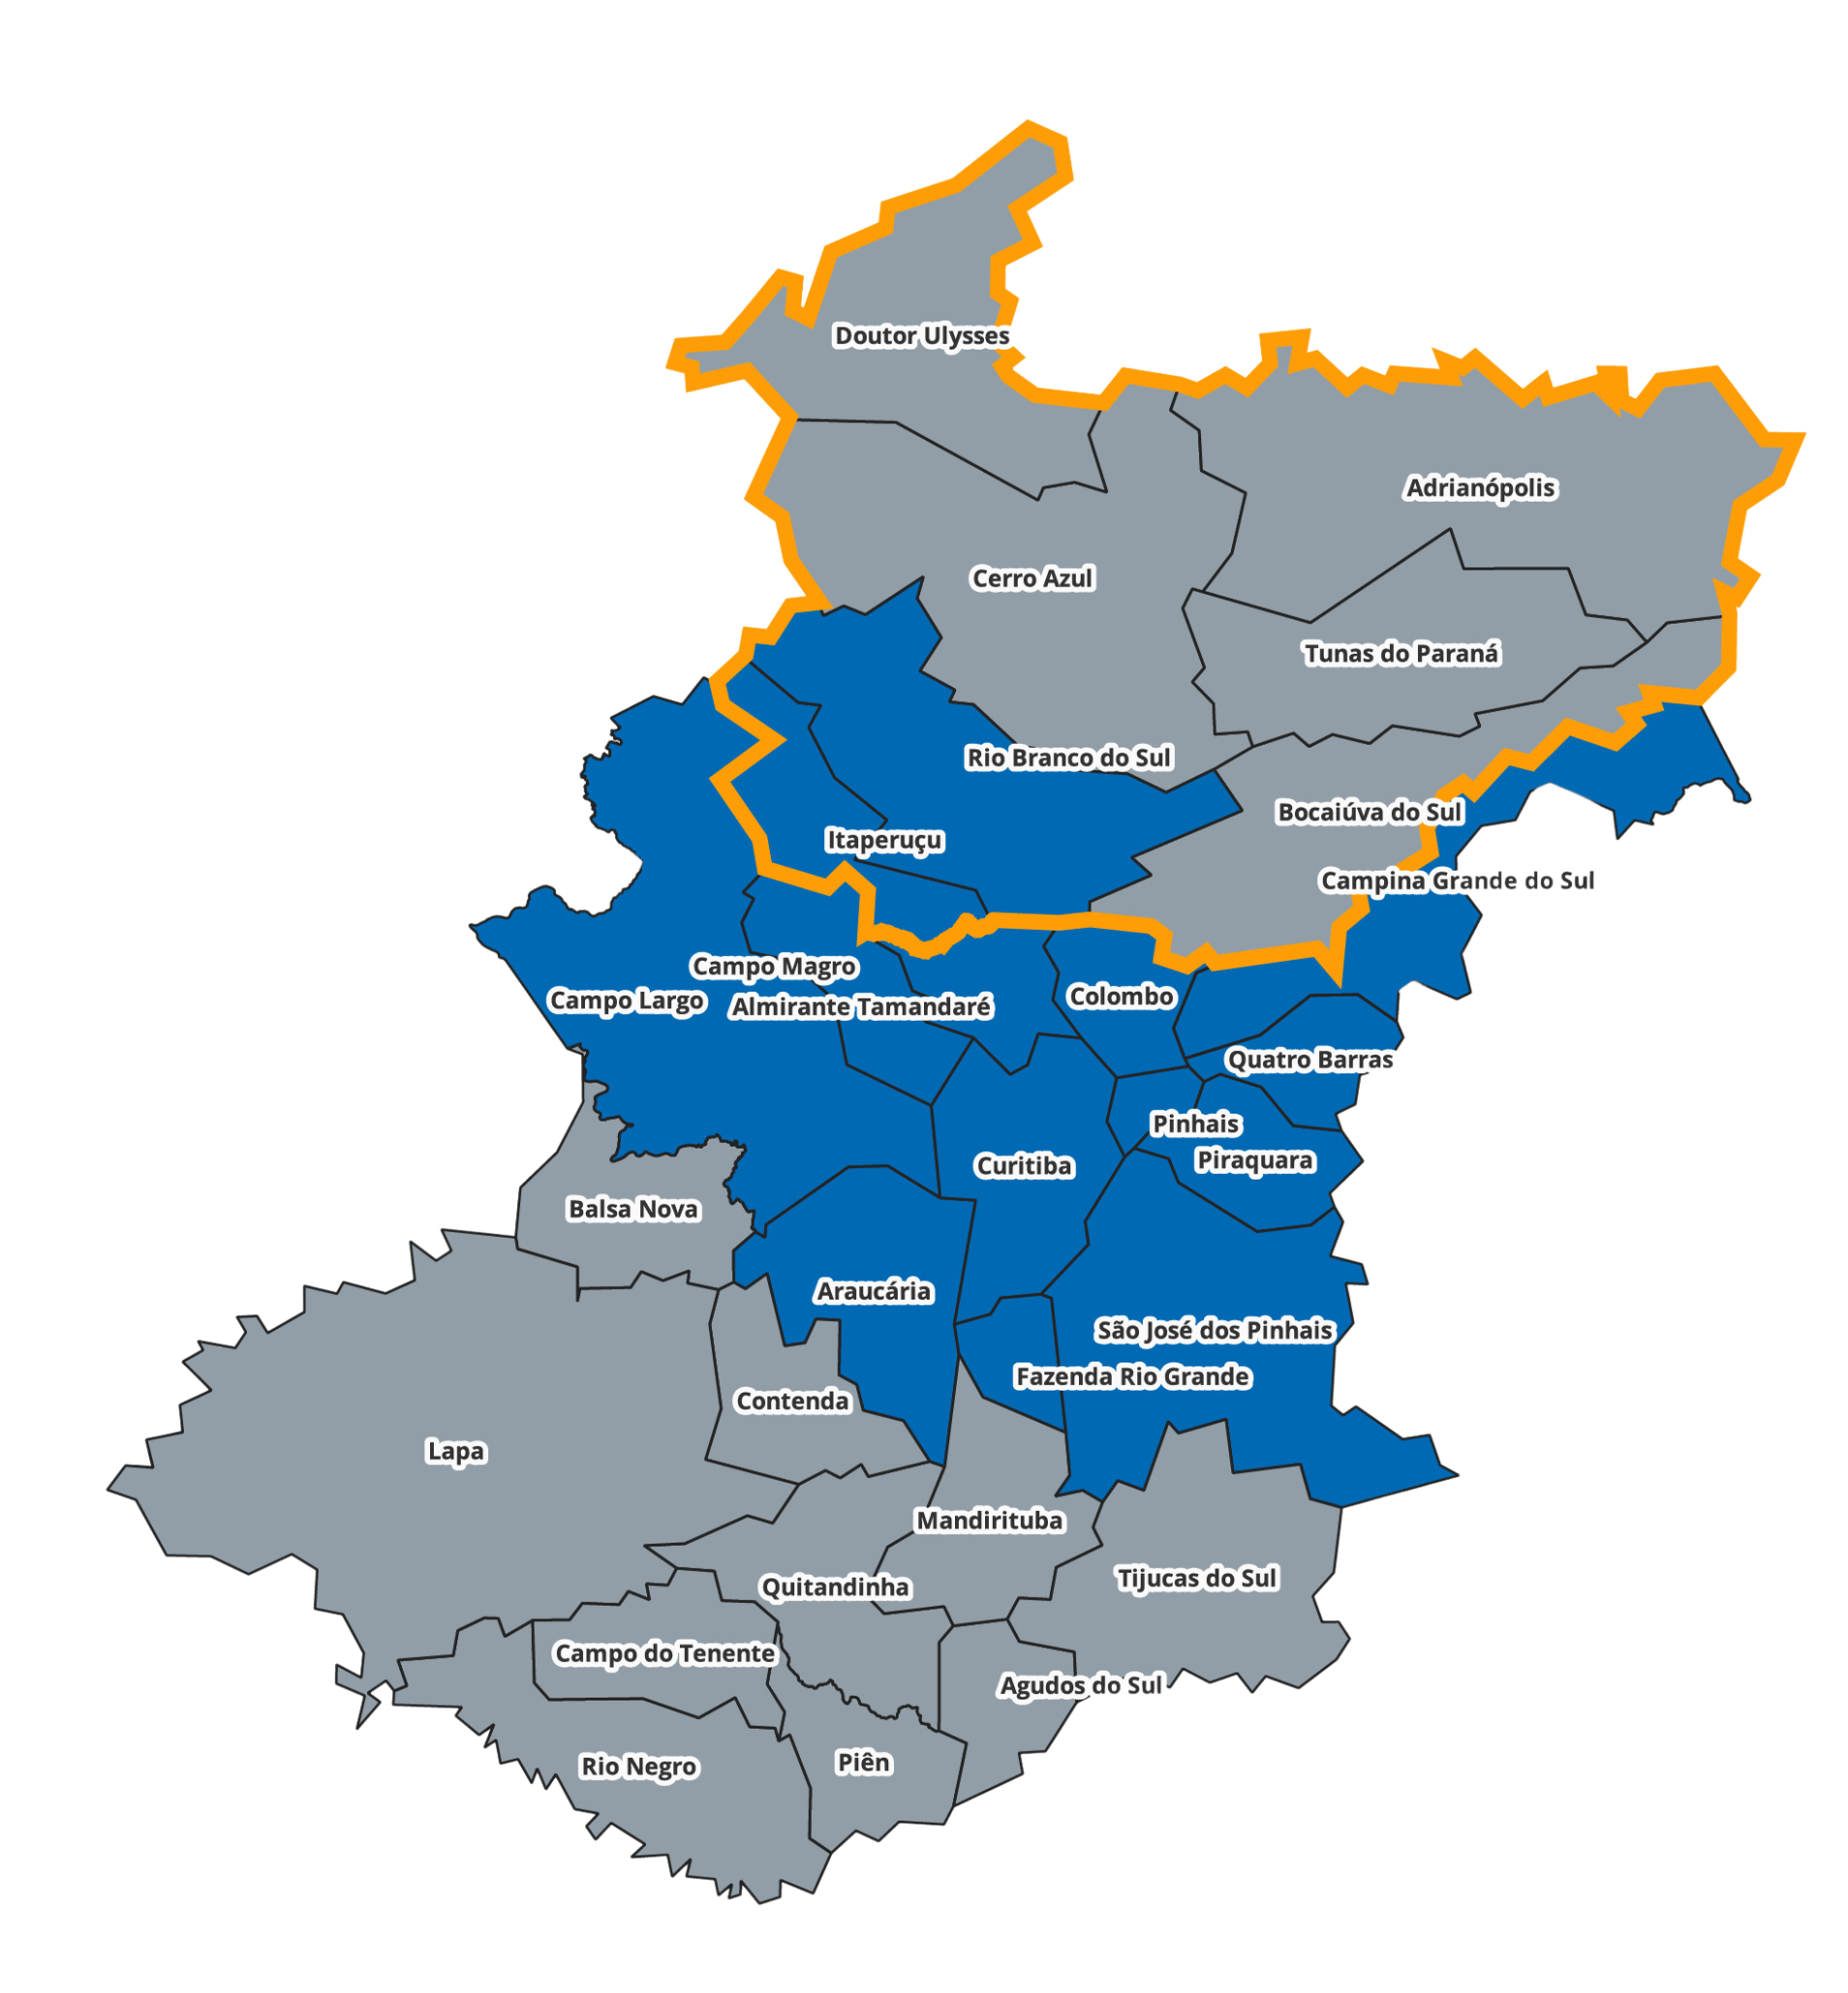 Doutor Ulysses
Adrianópolis
Cerro Azul
Tunas do Paraná
Rio Branco do Sul
Bocaiúva do Sul
Itaperuçu
Campina Grande do Sul
Campo Magro
Colombo
Campo Largo
Almirante Tamandaré
Quatro Barras
Pinhais
Piraquara
Curitiba
Balsa Nova
Araucária
São José dos Pinhais
Fazenda Rio Grande
Contenda
Lapa
Mandirituba
Tijucas do Sul
Quitandinha
Campo do Tenente
Agudos do Sul
Piên
Rio Negro